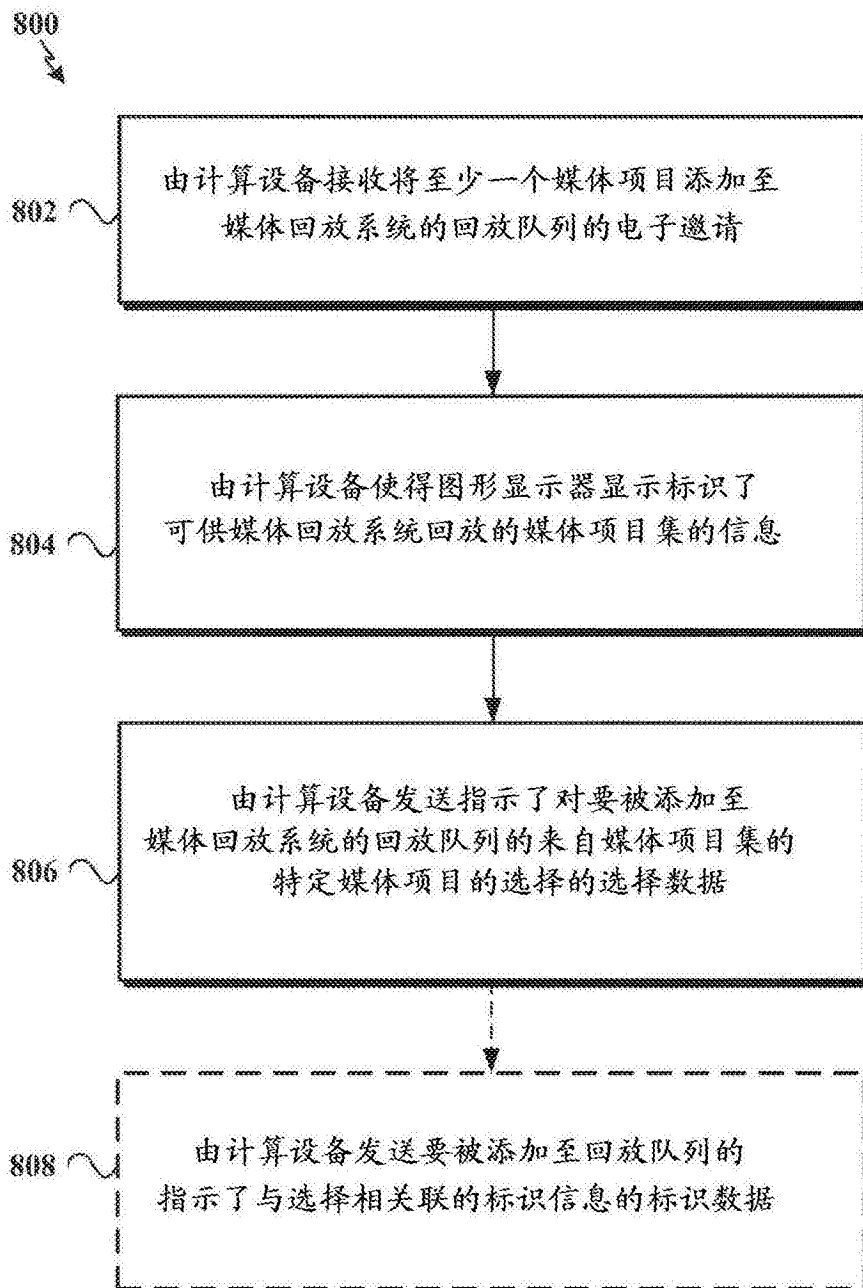 800
802
由计算设备接收将至少一个媒体项目添加至
媒体回放系统的回放队列的电子邀请
804
由计算设备使得图形显示器显示标识了
可供媒体回放系统回放的媒体项目集的信息
806
由计算设备发送指示了对要被添加至
媒体回放系统的回放队列的来自媒体项目集的
特定媒体项目的选择的选择数据
808
由计算设备发送要被添加至回放队列的
指示了与选择相关联的标识信息的标识数据